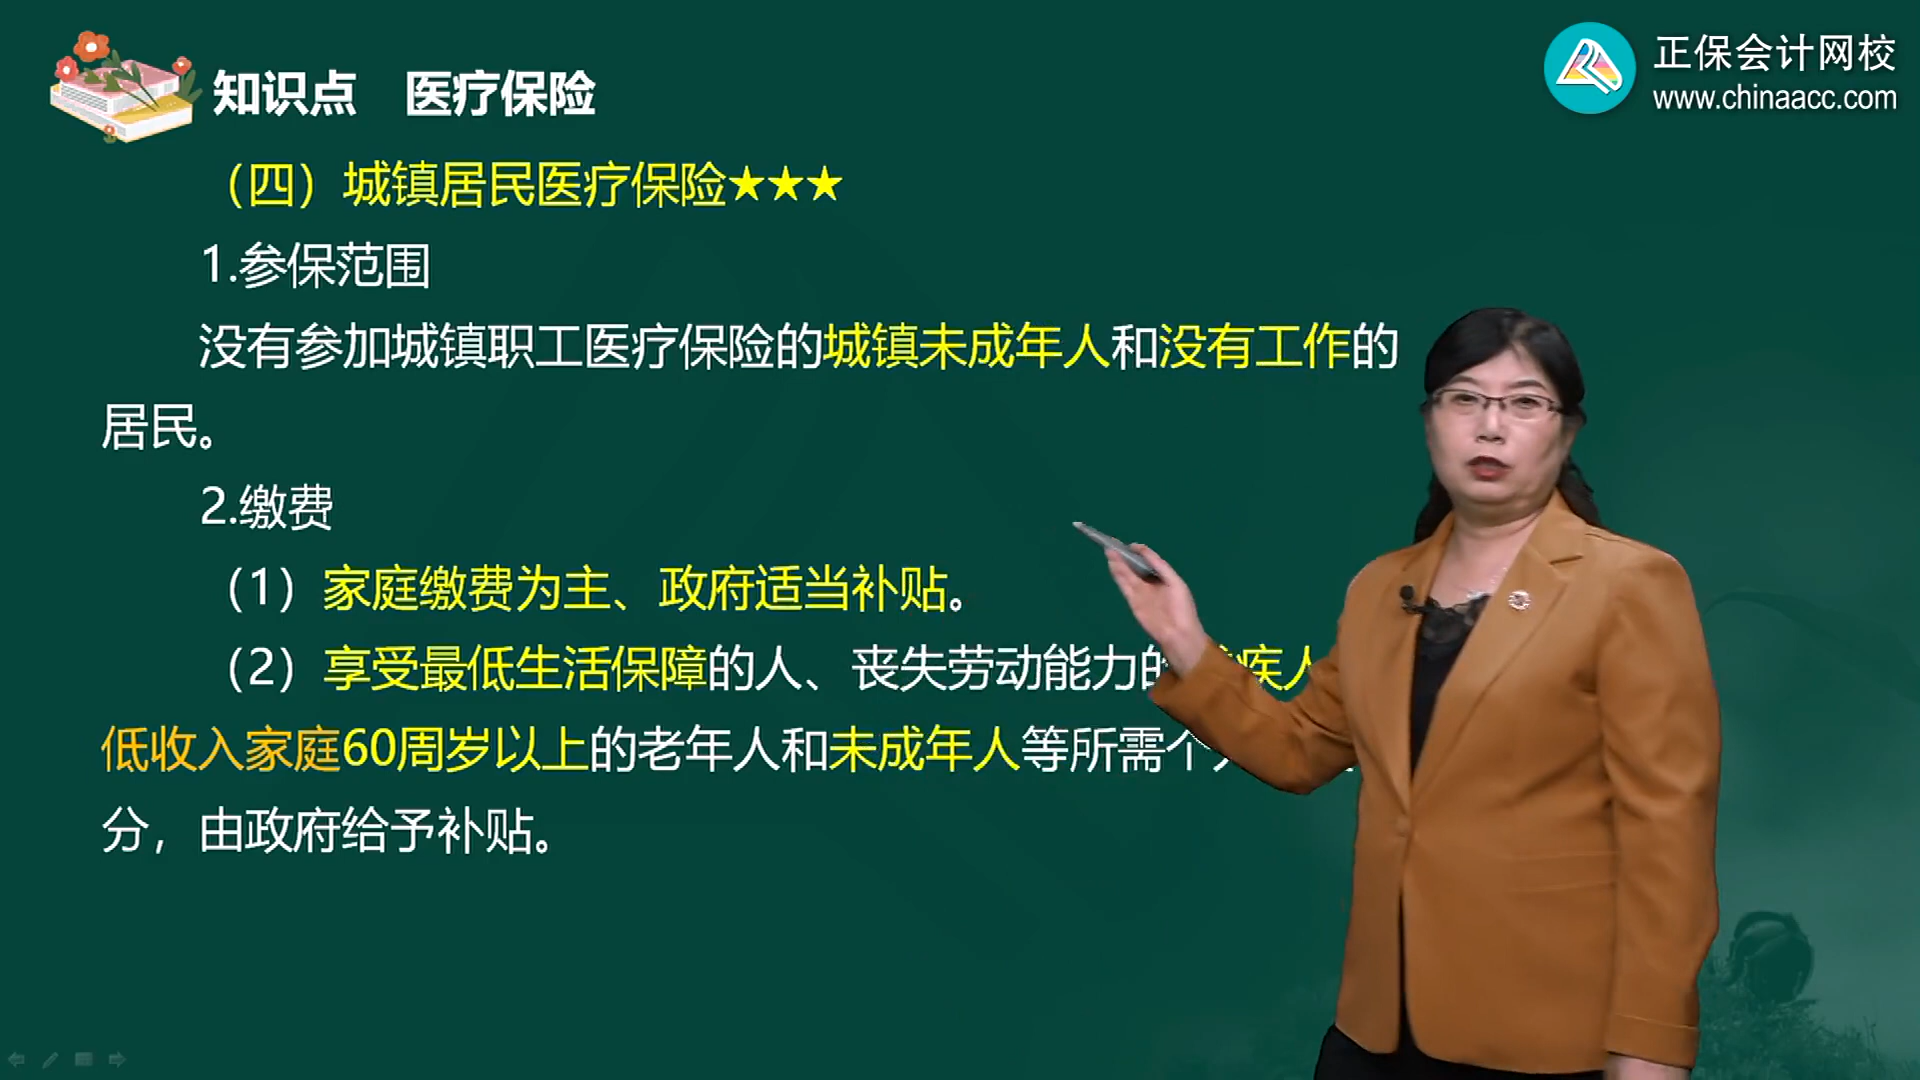 正保会计网校
www.chinaacc.com
知识点 医疗保险
（四）城镇居民医疗保险★★★
1.参保范围
没有参加城镇职工医疗保险的城镇未成年人和没有工作的
居民。
2.缴费
（1）家庭缴费为主、政府适当补贴。
（2）享受最低生活保障的人、丧失劳动能力的 疾人
低收入家庭60周岁以上的老年人和未成年人等所需个
分，由政府给予补贴。